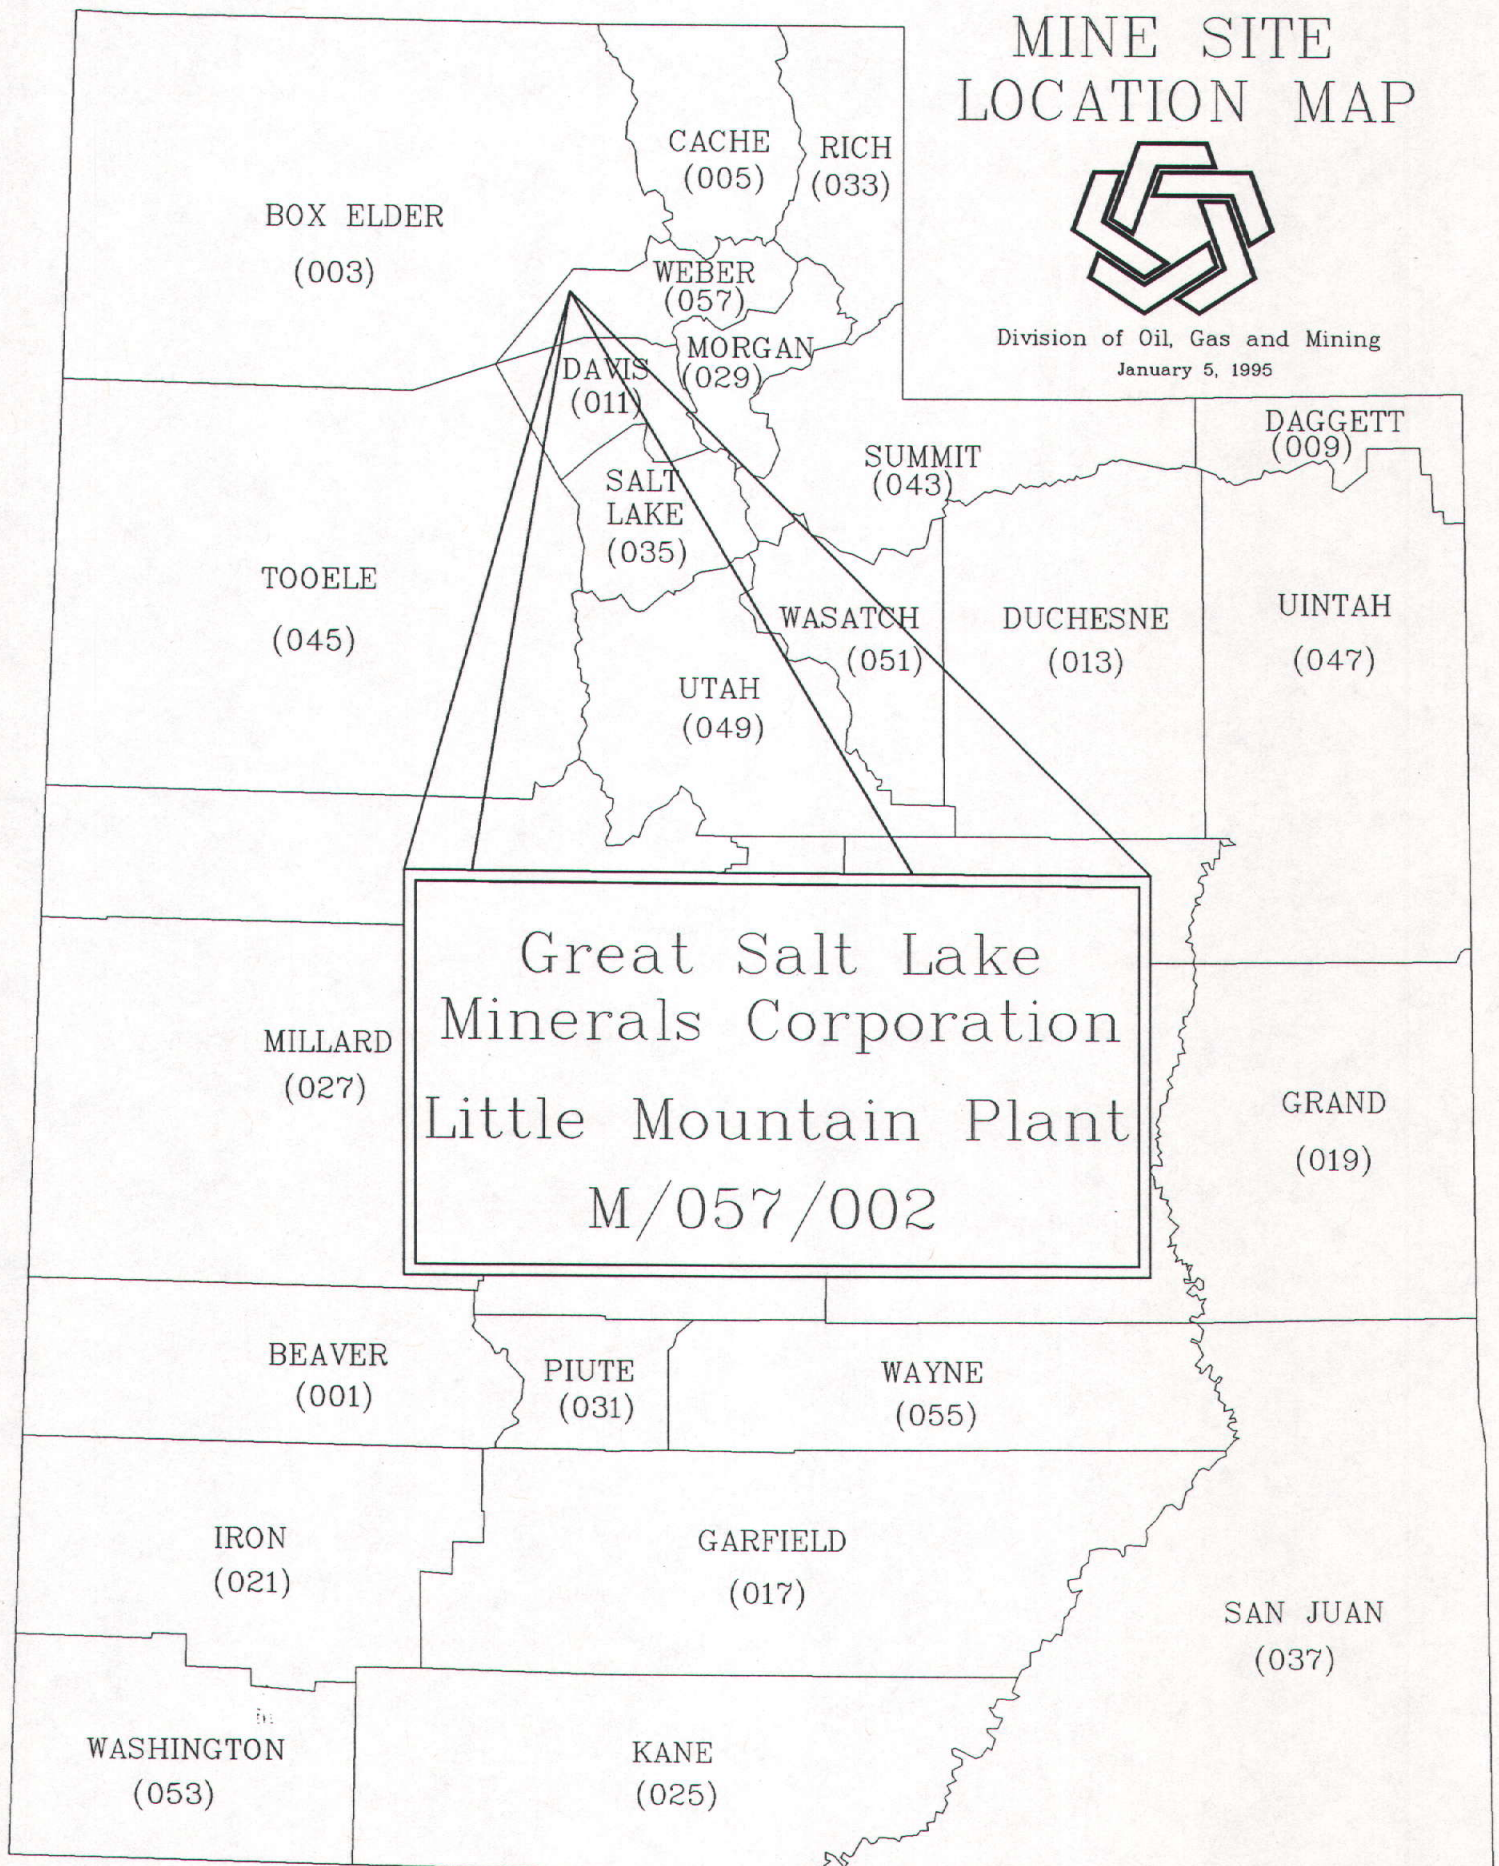 MINE SITE
LOCATION MAP
Division of Oil, Gas and Mining
January 5, 1995
CACHE
(005)
RICH
(033)
BOX ELDER
(003)
WEBER
(057)
MORGAN
(029)
DAVIS
(011)
DAGGETT
(009)
SUMMIT
(043)
SALT
LAKE
(035)
TOOELE
(045)
WASATCH
(051)
DUCHESNE
(013)
UINTAH
(047)
UTAH
(049)
Great Salt Lake
Minerals Corporation
Little Mountain Plant
M/057/002
MILLARD
(027)
GRAND
(019)
BEAVER
(001)
PIUTE
(031)
WAYNE
(055)
IRON
(021)
GARFIELD
(017)
SAN JUAN
(037)
WASHINGTON
(053)
KANE
(025)